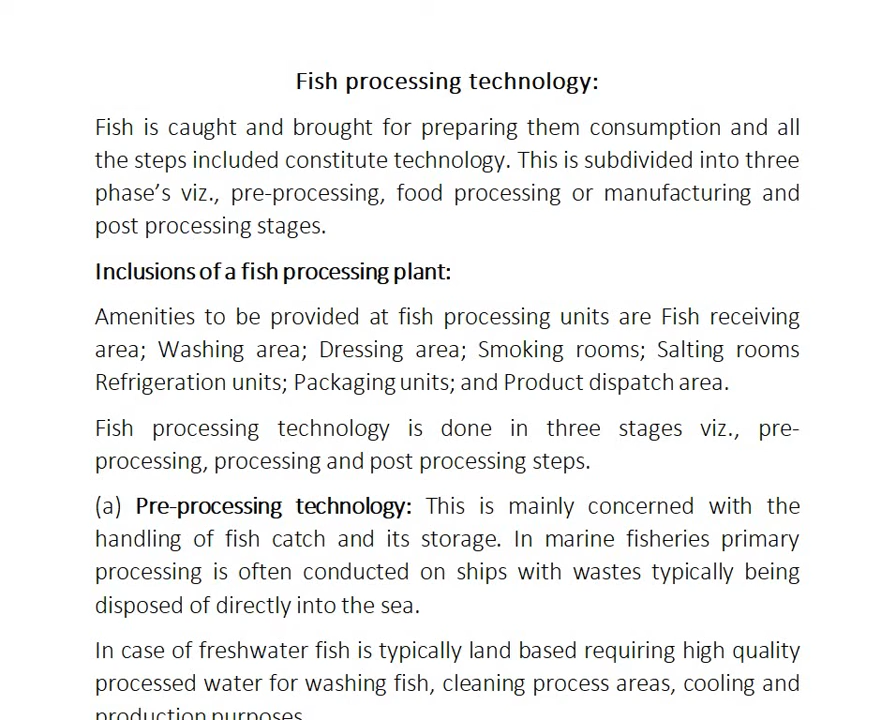 Fish processing technology:
Fish is caught and brought for preparing them consumption and all
the steps included constitute technology. This is subdivided into three
phase’s viz., pre-processing, food processing or manufacturing and
post processing stages.
Inclusions of a fish processing plant:
Amenities to be provided at fish processing units are Fish receiving
area; Washing area; Dressing area; Smoking rooms; Salting rooms
Refrigeration units; Packaging units; and Product dispatch area.
Fish processing technology is done in three stages viz., pre-
processing, processing and post processing steps.
(a) Pre-processing technology: This is mainly concerned with the
handling of fish catch and its storage. In marine fisheries primary
processing is often conducted on ships with wastes typically being
disposed of directly into the sea.
In case of freshwater fish is typically land based requiring high quality
processed water for washing fish, cleaning process areas, cooling and
production purposes.